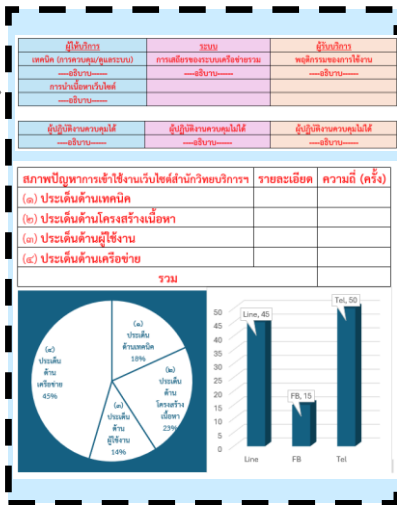 ผู้ให้บริการ ระบบ ผู้รับบริการ
เทคนิค (การควบคุม/ดูแลระบบ) การเสถียรของระบบเครือข่ายรวม พฤติกรรมของการใช้งาน
----อธิบาย------ ----อธิบาย------ ----อธิบาย------
การนำเนื้อหาเว็บไซต์
----อธิบาย------
ผู้ปฏิบัติงานควบคุมได้ ผู้ปฏิบัติงานควบคุมไม่ได้ ผู้ปฏิบัติงานควบคุมไม่ได้
----อธิบาย------ ----อธิบาย------ ----อธิบาย------
สภาพปัญหาการเข้าใช้งานเว็บไซต์สำนักวิทยบริการฯ รายละเอียด ความถี่ (ครั้ง)
(๑) ประเด็นด้านเทคนิค
(๒) ประเด็นด้านโครงสร้างเนื้อหา
(๓) ประเด็นด้านผู้ใช้งาน
(๔) ประเด็นด้านเครือข่าย
รวม
(๑)
ประเด็น
ด้านเทคนิค
18%
(๒)
ประเด็น
ด้าน
โครงสร้าง
เนื้อหา
23%
(๓)
ประเด็น
ด้าน
ผู้ใช้งาน
14%
(๔)
ประเด็น
ด้าน
เครือข่าย
45%
50
45
40
35
30
25
20
15
10
5
0
Line, 45
FB, 15
Tel, 50
Line FB Tel